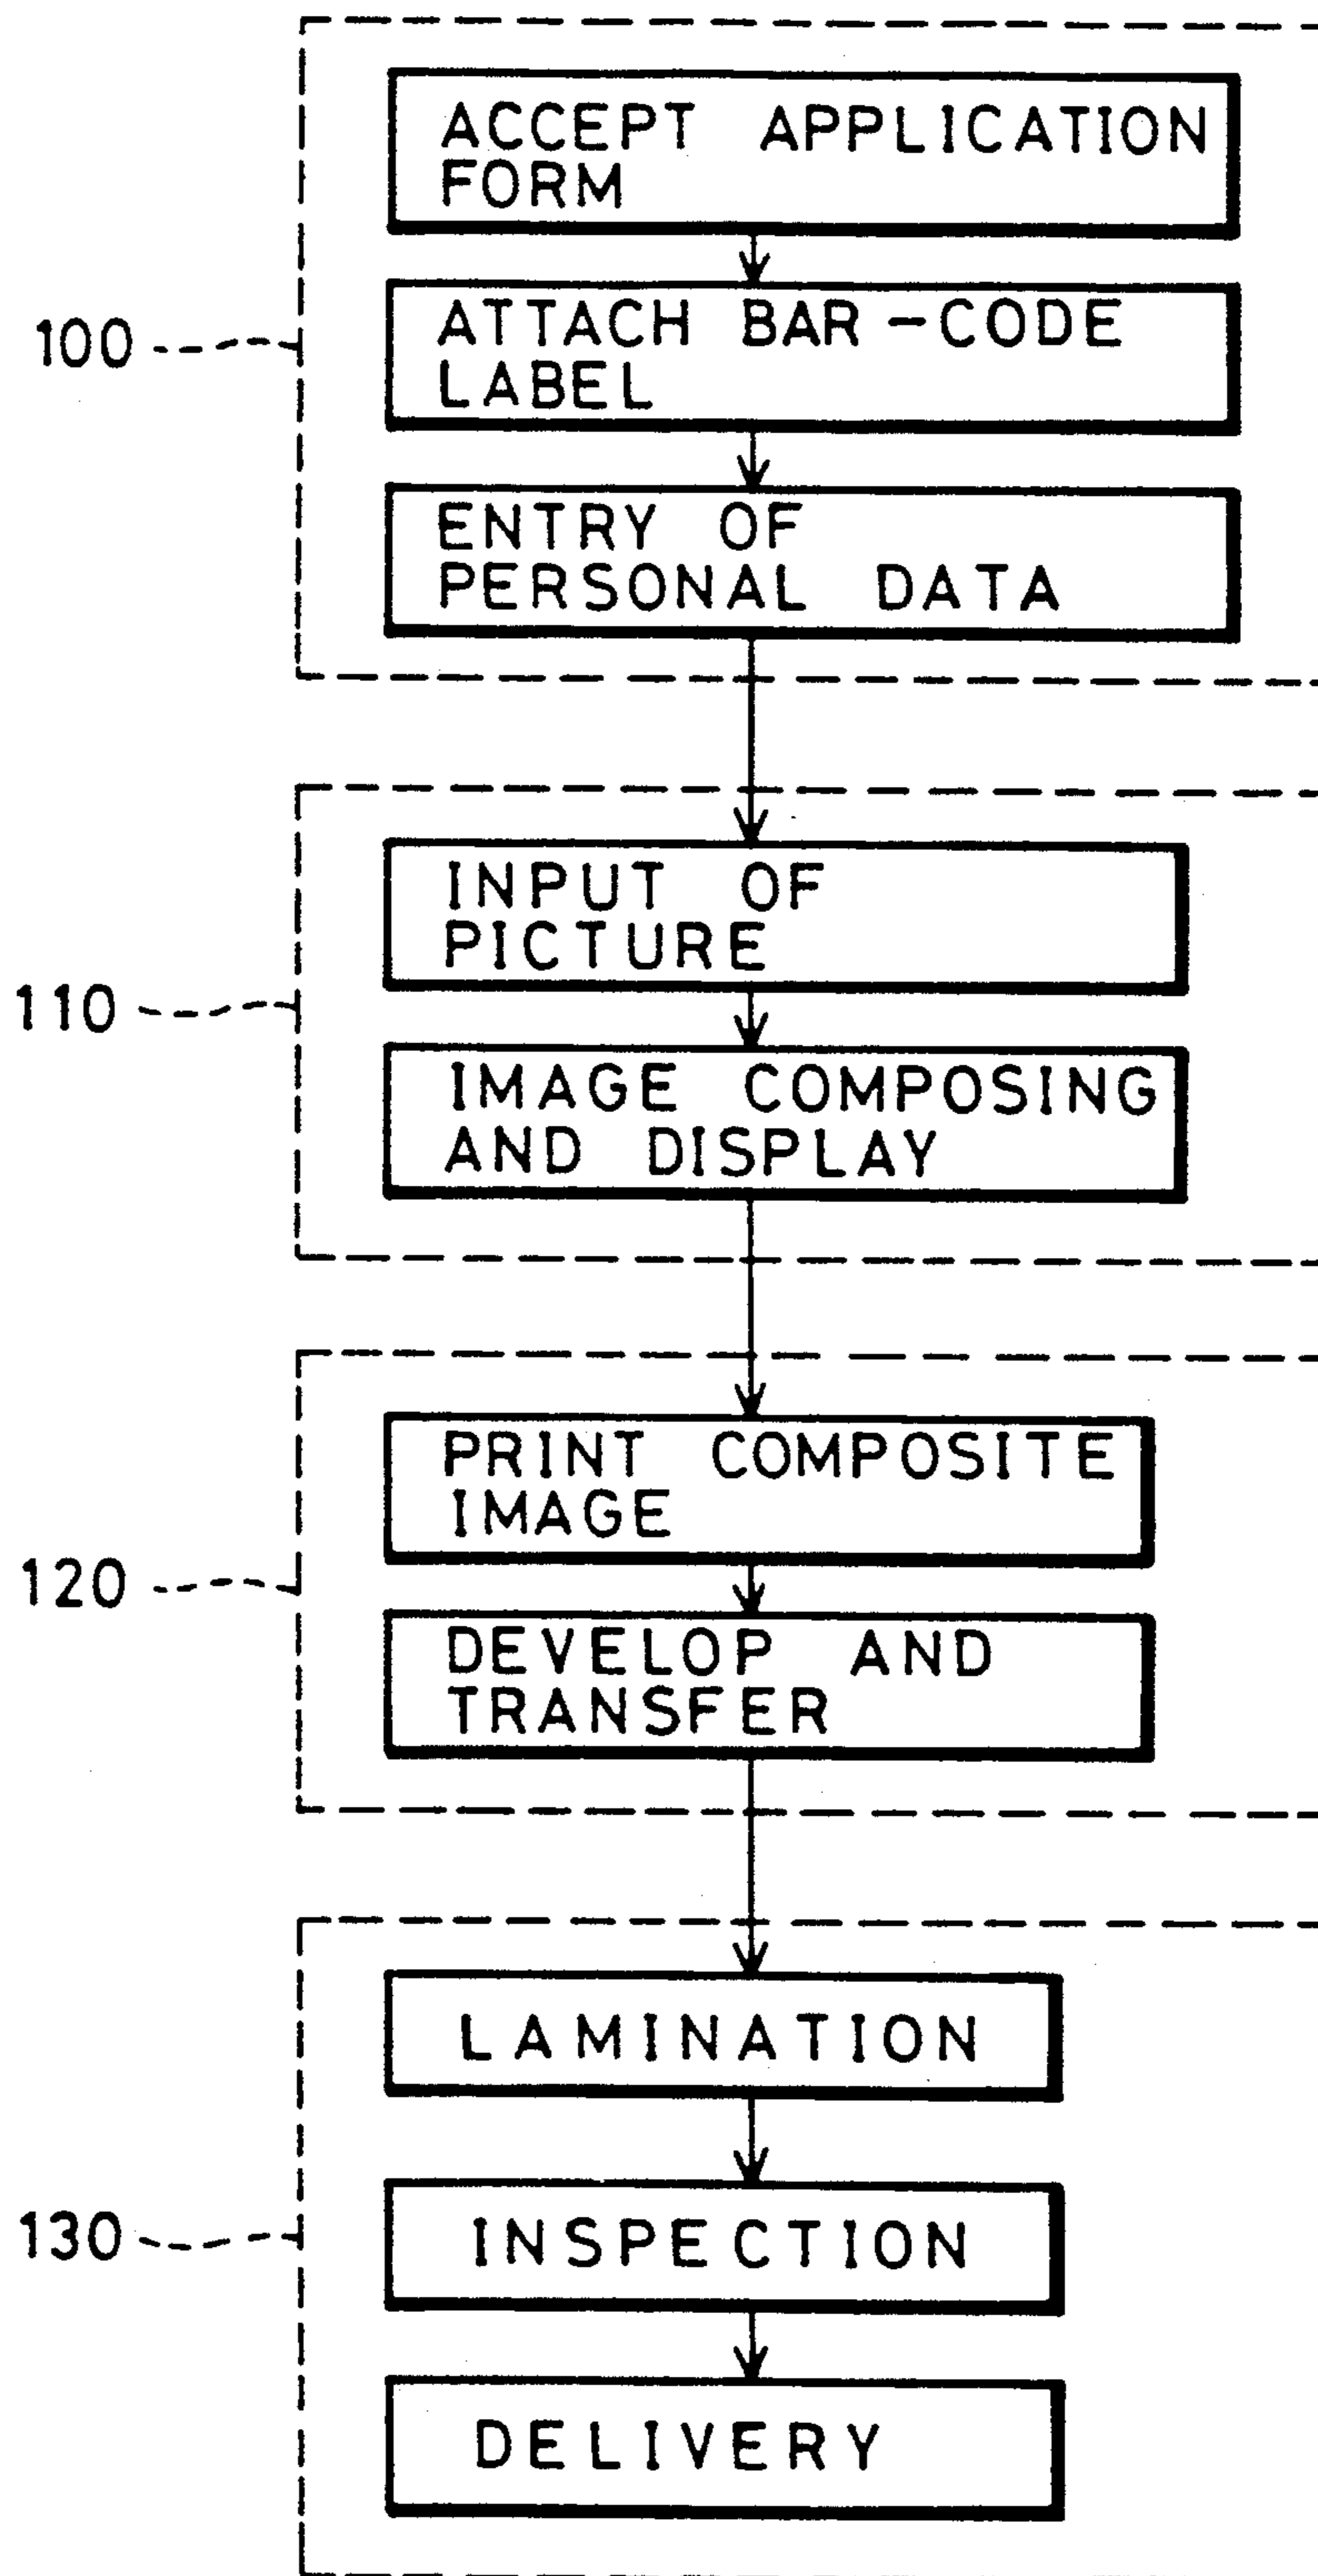 ACCEPT APPLICATION
FORM
100
ATTACH BAR-CODE
LABEL
ENTRY OF
PERSONAL DATA
INPUT OF
PICTURE
110
IMAGE COMPOSING
AND DISPLAY
PRINT COMPOSITE
IMAGE
120
DEVELOP AND
TRANSFER
LAMINATION
130
INSPECTION
DELIVERY